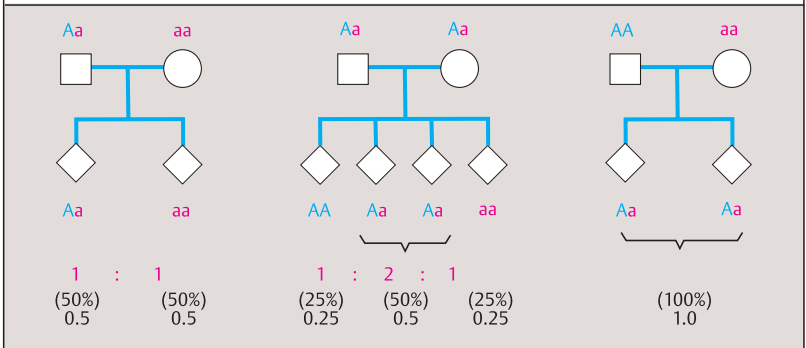 Aa aa Aa Aa AA aa
Aa aa AA Aa Aa aa Aa Aa
1 : 1 1 : 2 : 1
(50%) (50%) (25%) (50%) (25%) (100%)
0.5 0.5 0.25 0.5 0.25 1.0